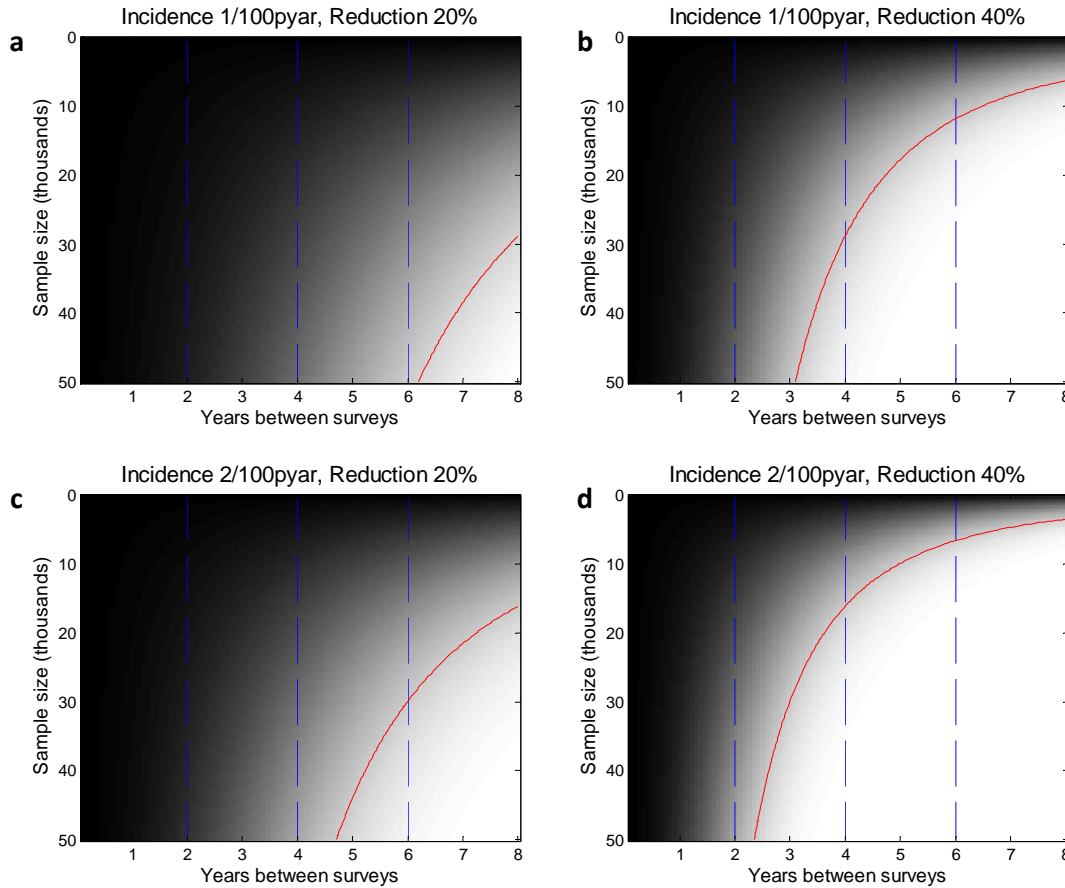 Incidence 1/100pyar, Reduction 20%
a
0
10
20
30
40
50
Sample size (thousands)
1 2 3 4 5 6 7 8
Years between surveys
Incidence 1/100pyar, Reduction 40%
b
0
10
20
30
40
50
Sample size (thousands)
1 2 3 4 5 6 7 8
Years between surveys
Incidence 2/100pyar, Reduction 20%
c
0
10
20
30
40
50
Sample size (thousands)
1 2 3 4 5 6 7 8
Years between surveys
Incidence 2/100pyar, Reduction 40%
d
0
10
20
30
40
50
Sample size (thousands)
1 2 3 4 5 6 7 8
Years between surveys